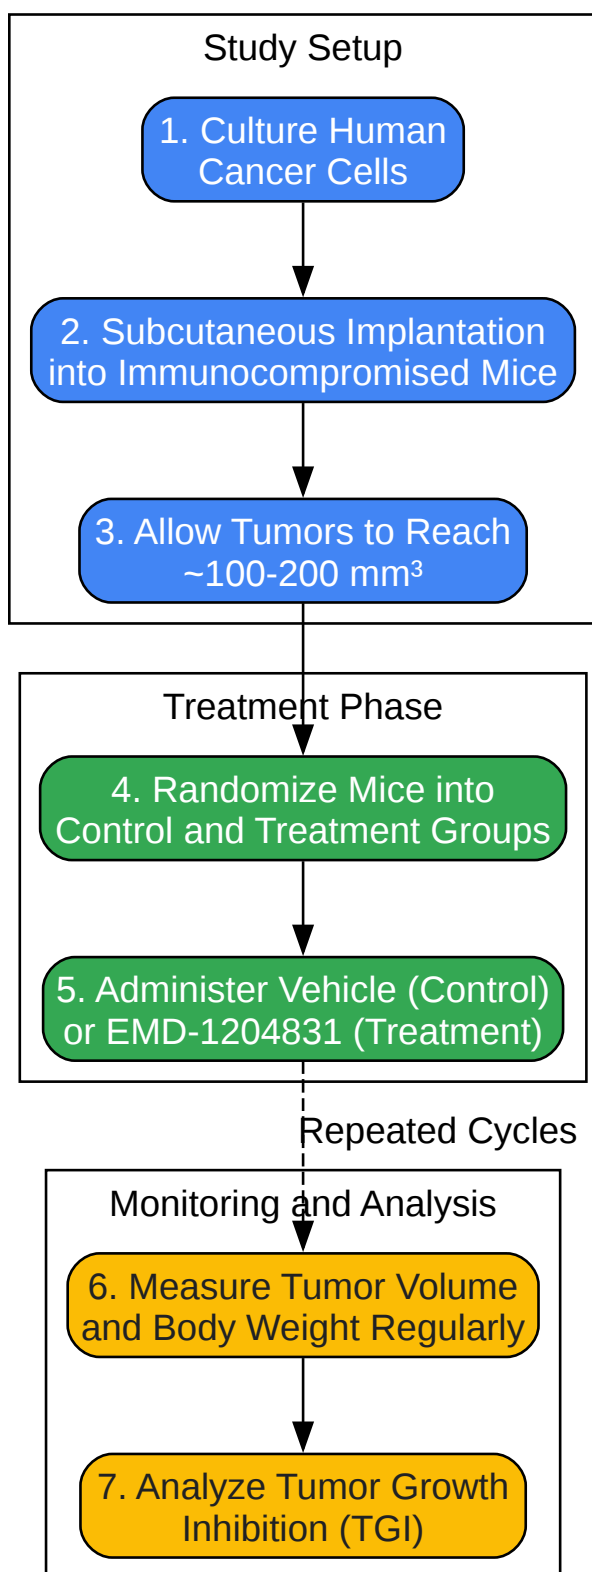 Study Setup
1. Culture Human
Cancer Cells
2. Subcutaneous Implantation
into Immunocompromised Mice
3. Allow Tumors to Reach
~100-200 mm³
Treatment Phase
4. Randomize Mice into
Control and Treatment Groups
5. Administer Vehicle (Control)
or EMD-1204831 (Treatment)
Repeated Cycles
Monitoring and Analysis
6. Measure Tumor Volume
and Body Weight Regularly
7. Analyze Tumor Growth
Inhibition (TGI)